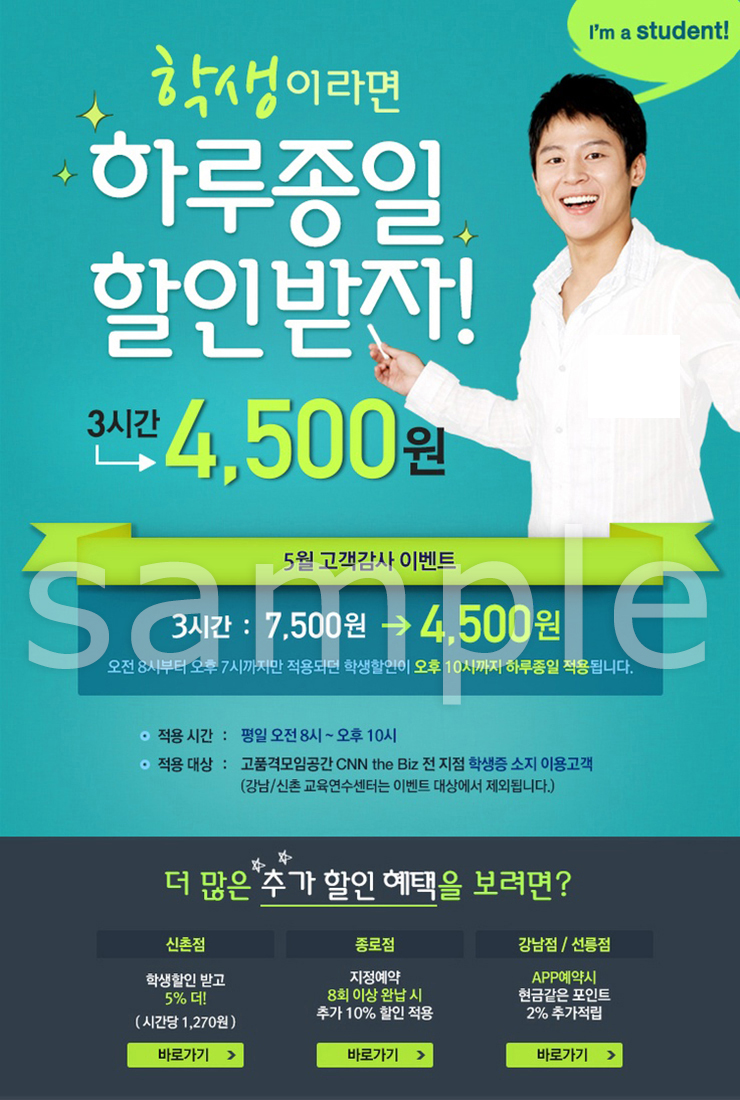 I'm a student!
학생이라면
하루종일
할인받자!
3시간 4,500원
5월 고객감사 이벤트
sample
3시간 : 7,500원 → 4,500원
오전 8시부터 오후 7시까지만 적용되던 학생할인이 오후 10시까지 하루종일 적용됩니다.
적용 시간 : 평일 오전 8시 ~ 오후 10시
적용 대상 : 고품격모임공간 CNN the Biz 전 지점 학생증 소지 이용고객
(강남/신촌 교육연수센터는 이벤트 대상에서 제외됩니다.)
더 많은 추가 할인 혜택을 보려면?
신촌점
학생할인 받고
5% 더!
( 시간당 1,270원 )
바로가기
종로점
지정예약
8회 이상 완납 시
추가 10% 할인 적용
바로가기
강남점 / 선릉점
APP예약시
현금같은 포인트
2% 추가적립
바로가기